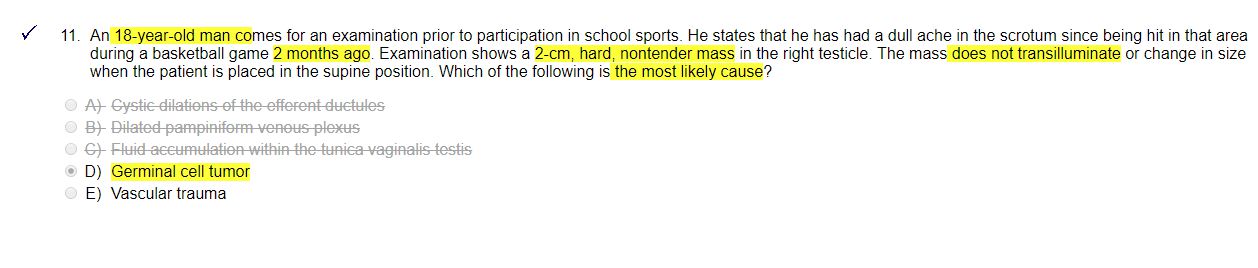 11. An 18-year-old man comes for an examination prior to participation in school sports. He states that he has had a dull ache in the scrotum since being hit in that area
during a basketball game 2 months ago. Examination shows a 2-cm, hard, nontender mass in the right testicle. The mass does not transilluminate or change in size
when the patient is placed in the supine position. Which of the following is the most likely cause?
A) Cystic dilations of the efferent ductules
B) Dilated pampiniform venous plexus
C) Fluid accumulation within the tunica vaginalis testis
D) Germinal cell tumor
E) Vascular trauma